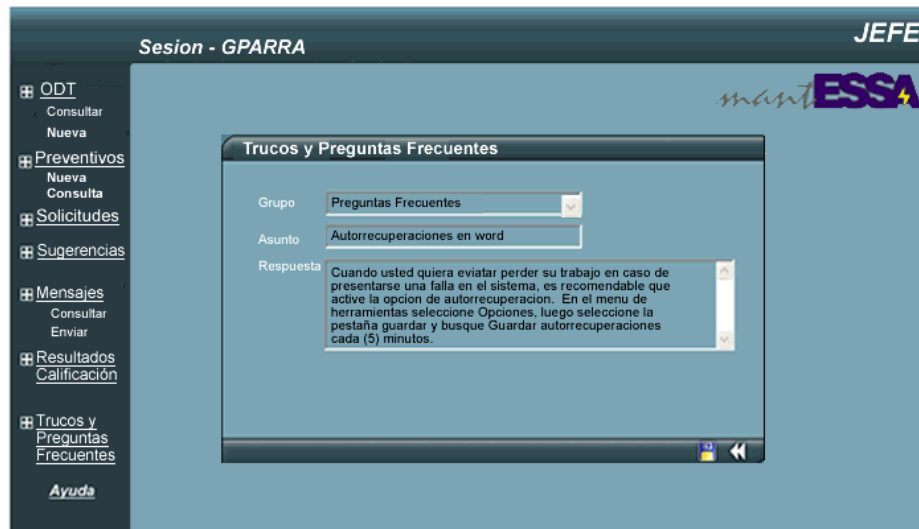 JEFE
Sesion - GPARRA
mantESSA
ODT
Consultar
Nueva
Preventivos
Nueva
Consulta
Solicitudes
Sugerencias
Mensajes
Consultar
Enviar
Resultados
Calificación
Trucos y
Preguntas
Frecuentes
Ayuda
Trucos y Preguntas Frecuentes
Grupo
Preguntas Frecuentes
Asunto
Autorrecuperaciones en word
Respuesta
Cuando usted quiera eviatar perder su trabajo en caso de
presentarse una falla en el sistema, es recomendable que
active la opcion de autorrecuperacion. En el menu de
herramientas seleccione Opciones, luego seleccione la
pestaña guardar y busque Guardar autorrecuperaciones
cada (5) minutos.